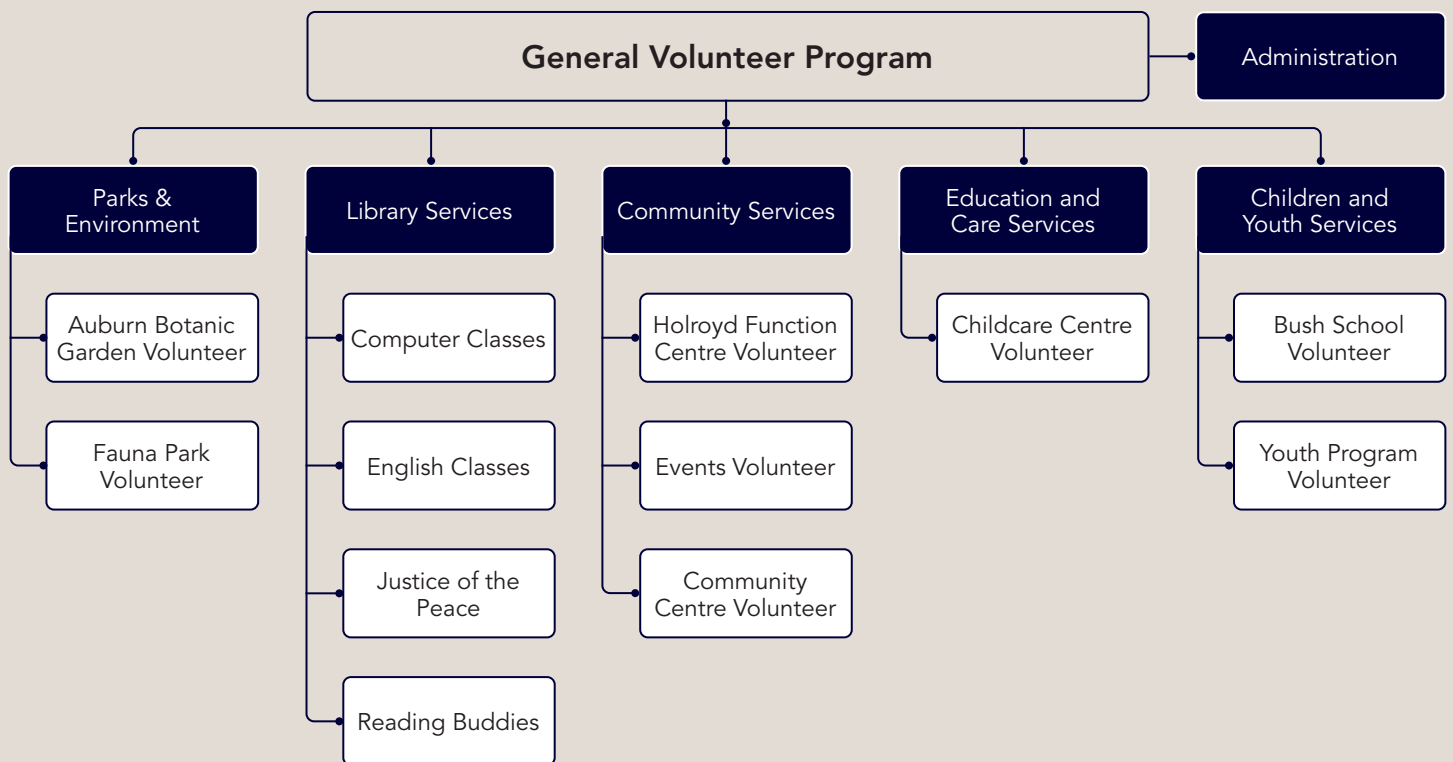 General Volunteer Program
Administration
Parks &
Environment
Auburn Botanic
Garden Volunteer
Fauna Park
Volunteer
Library Services
Computer Classes
English Classes
Justice of the
Peace
Reading Buddies
Community Services
Holroyd Function
Centre Volunteer
Events Volunteer
Community
Centre Volunteer
Education and
Care Services
Childcare Centre
Volunteer
Children and
Youth Services
Bush School
Volunteer
Youth Program
Volunteer